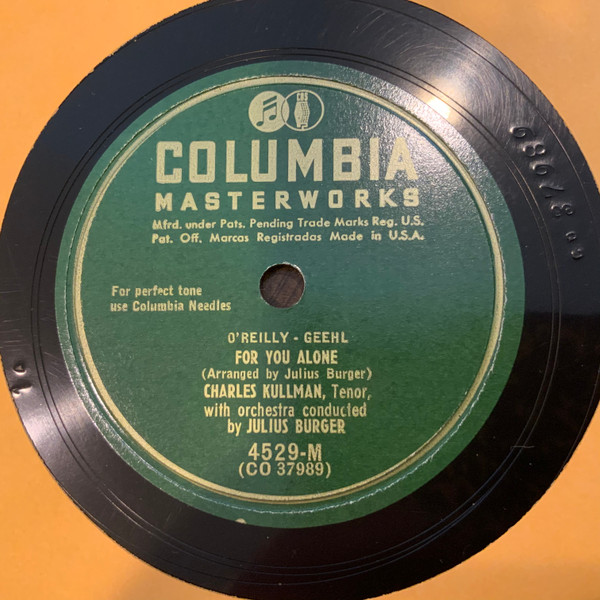 CBS
COLUMBIA
MASTERWORKS
Mfrd. under Pats. Pending Trade Marks Reg. U.S.
Pat. Off. Marcas Registradas Made in U.S.A.
For perfect tone
use Columbia Needles
O'REILLY - GEEHL
FOR YOU ALONE
(Arranged by Julius Burger)
CHARLES KULLMAN, Tenor,
with orchestra conducted
by JULIUS BURGER
4529-M
(CO 37989)